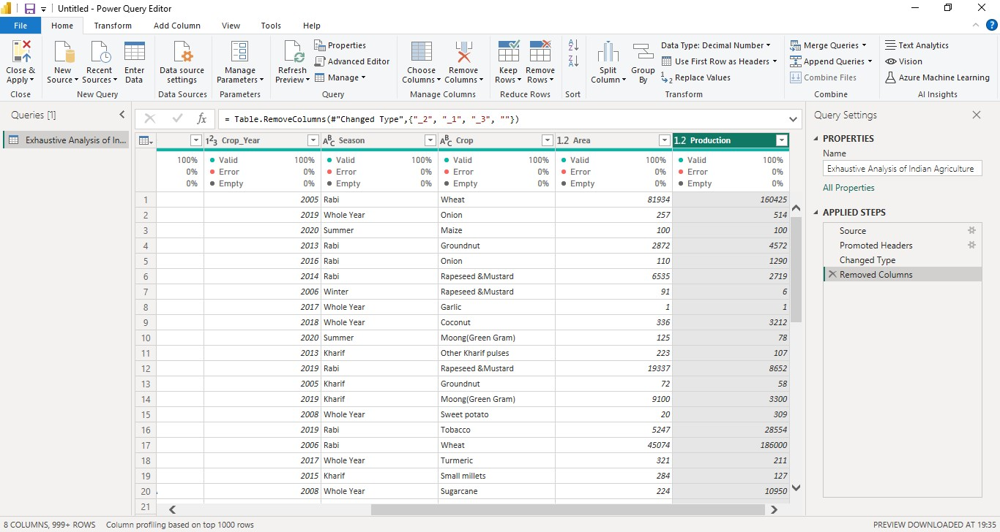 Untitled - Power Query Editor
File Home Transform Add Column View Tools Help
Close & Apply
New Source
Recent Sources
Enter Data
Data source settings
Manage Parameters
Refresh Preview
Properties
Advanced Editor
Manage
Choose Columns
Remove Columns
Keep Rows
Remove Rows
Split Column
Group By
Data Type: Decimal Number
Use First Row as Headers
Replace Values
Merge Queries
Append Queries
Combine Files
Text Analytics
Vision
Azure Machine Learning
Close New Query Data Sources Parameters Query Manage Columns Reduce Rows Sort Transform Combine AI Insights
Queries [1]
Exhaustive Analysis of In...
fx = Table.RemoveColumns(#"Changed Type",{"_2", "_1", "_3", ""})
123 Crop_Year ABC Season ABC Crop 1.2 Area 1.2 Production
100% Valid 100% Valid 100% Valid 100% Valid 100% Valid 100%
0% Error 0% Error 0% Error 0% Error 0% Error 0%
0% Empty 0% Empty 0% Empty 0% Empty 0% Empty 0%
1 2005 Rabi Wheat 81934 160425
2 2019 Whole Year Onion 257 514
3 2020 Summer Maize 100 100
4 2013 Rabi Groundnut 2872 4572
5 2016 Rabi Onion 110 1290
6 2014 Rabi Rapeseed &Mustard 6535 2719
7 2006 Winter Rapeseed &Mustard 91 6
8 2017 Whole Year Garlic 1 1
9 2018 Whole Year Coconut 336 3212
10 2020 Summer Moong(Green Gram) 125 78
11 2013 Kharif Other Kharif pulses 223 107
12 2019 Rabi Rapeseed &Mustard 19337 8652
13 2005 Kharif Groundnut 72 58
14 2019 Kharif Moong(Green Gram) 9100 3300
15 2008 Whole Year Sweet potato 20 309
16 2019 Rabi Tobacco 5247 28554
17 2006 Rabi Wheat 45074 186000
18 2017 Whole Year Turmeric 321 211
19 2015 Kharif Small millets 284 127
20 2008 Whole Year Sugarcane 224 10950
21
Query Settings
PROPERTIES
Name
Exhaustive Analysis of Indian Agriculture
All Properties
APPLIED STEPS
Source
Promoted Headers
Changed Type
Removed Columns
8 COLUMNS, 999+ ROWS Column profiling based on top 1000 rows PREVIEW DOWNLOADED AT 19:35